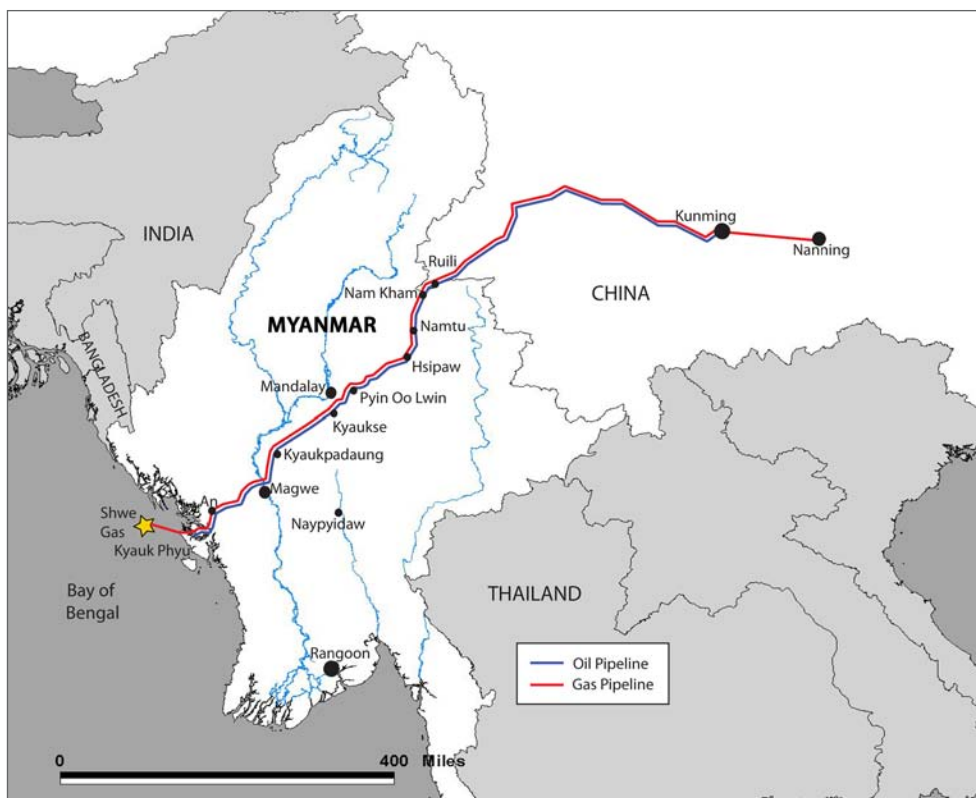 INDIA
Kunming
Nanning
Ruili
Nam Kham
CHINA
MYANMAR
Namtu
BANGLADESH
Hsipaw
Mandalay
Pyin Oo Lwin
Kyaukse
Kyaukpadaung
Magwe
An
Shwe
Gas
Naypyidaw
Kyauk Phyu
Bay of
Bengal
THAILAND
Rangoon
Oil Pipeline
Gas Pipeline
0
400 Miles